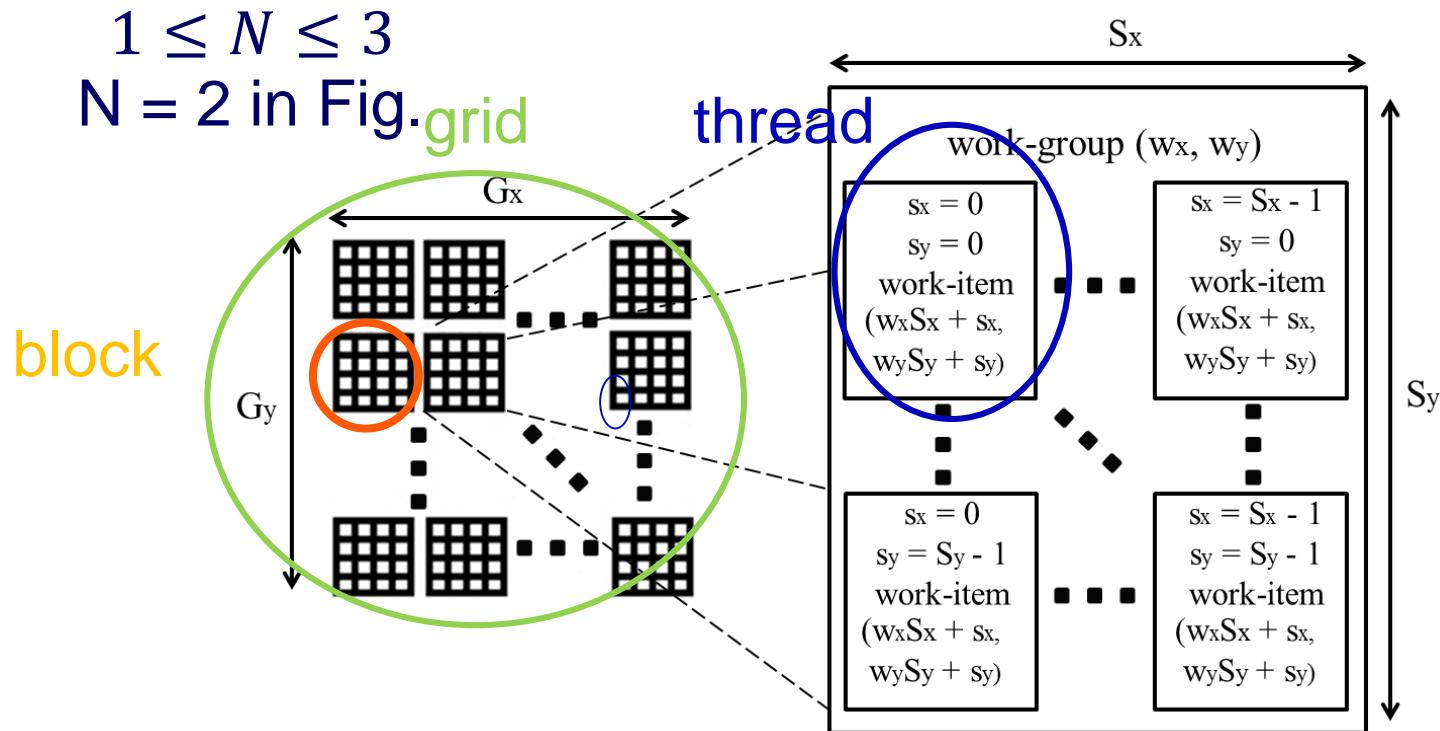 1 ≤ N ≤ 3
N = 2 in Fig.
grid
thread
block
Gx
Gy
Sx
Sy
work-group (wx, wy)
sx = 0
sy = 0
work-item
(wxSx + sx,
wySy + sy)
sx = Sx - 1
sy = 0
work-item
(wxSx + sx,
wySy + sy)
sx = 0
sy = Sy - 1
work-item
(wxSx + sx,
wySy + sy)
sx = Sx - 1
sy = Sy - 1
work-item
(wxSx + sx,
wySy + sy)